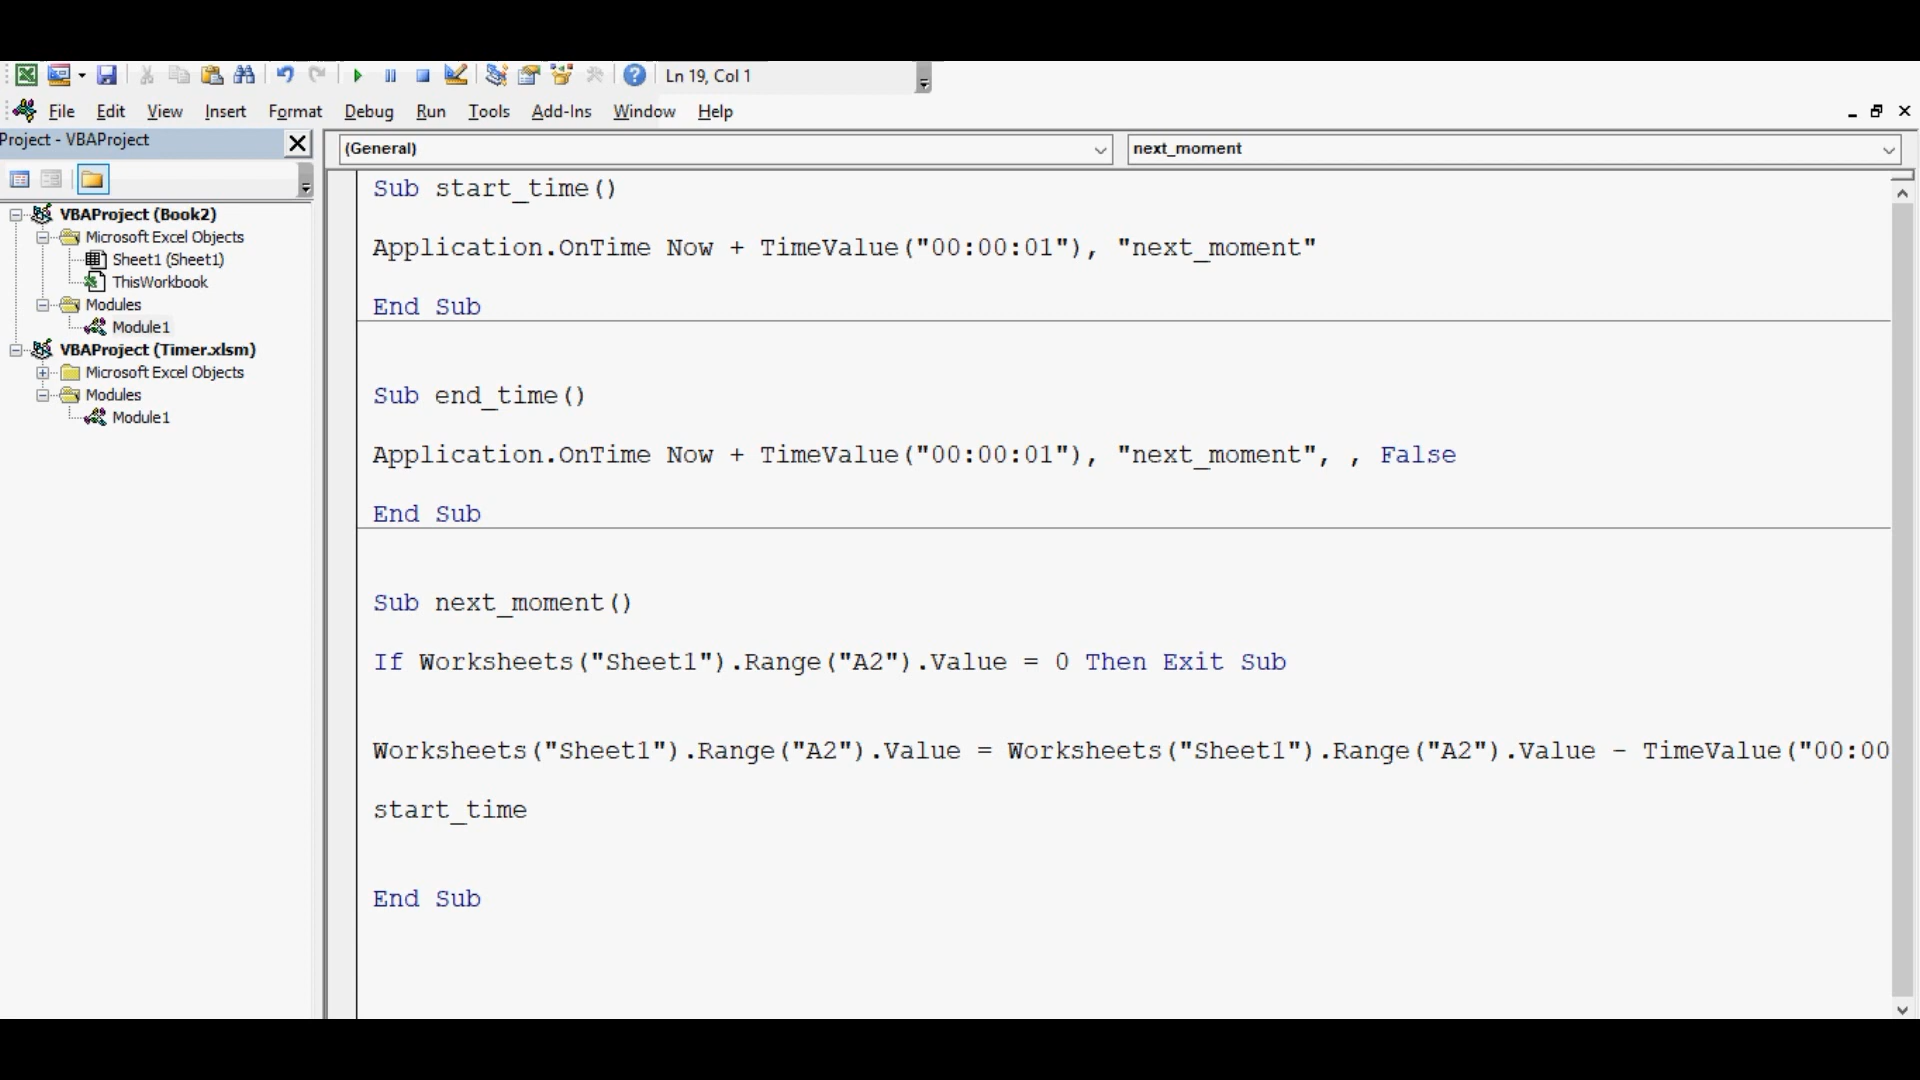 Ln 19, Col 1
File Edit View Insert Format Debug Run Tools Add-Ins Window Help
Project - VBAProject
(General)
next_moment
VBAProject (Book2)
Microsoft Excel Objects
Sheet1 (Sheet1)
ThisWorkbook
Modules
Module1
VBAProject (Timer.xlsm)
Microsoft Excel Objects
Modules
Module1
Sub start_time()
Application.OnTime Now + TimeValue("00:00:01"), "next_moment"
End Sub
Sub end_time()
Application.OnTime Now + TimeValue("00:00:01"), "next_moment", , False
End Sub
Sub next_moment()
If Worksheets("Sheet1").Range("A2").Value = 0 Then Exit Sub
Worksheets("Sheet1").Range("A2").Value = Worksheets("Sheet1").Range("A2").Value - TimeValue("00:00
start_time
End Sub